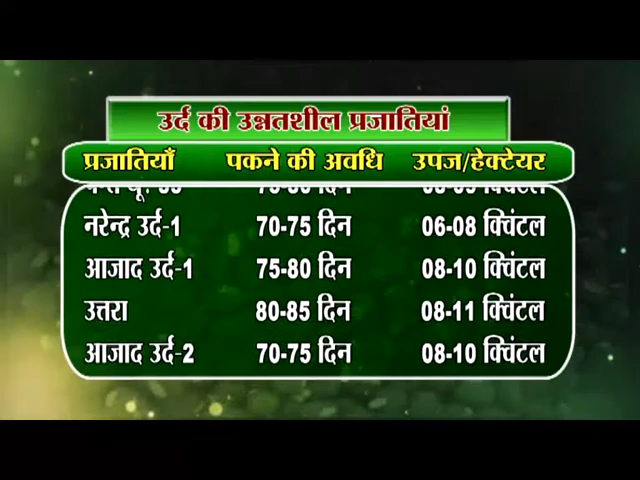 उर्द की उन्नतशील प्रजातियां
प्रजातियाँ पकने की अवधि उपज/हेक्टेयर
नरेन्द्र उर्द-1 70-75 दिन 06-08 क्विंटल
आजाद उर्द-1 75-80 दिन 08-10 क्विंटल
उत्तरा 80-85 दिन 08-11 क्विंटल
आजाद उर्द-2 70-75 दिन 08-10 क्विंटल